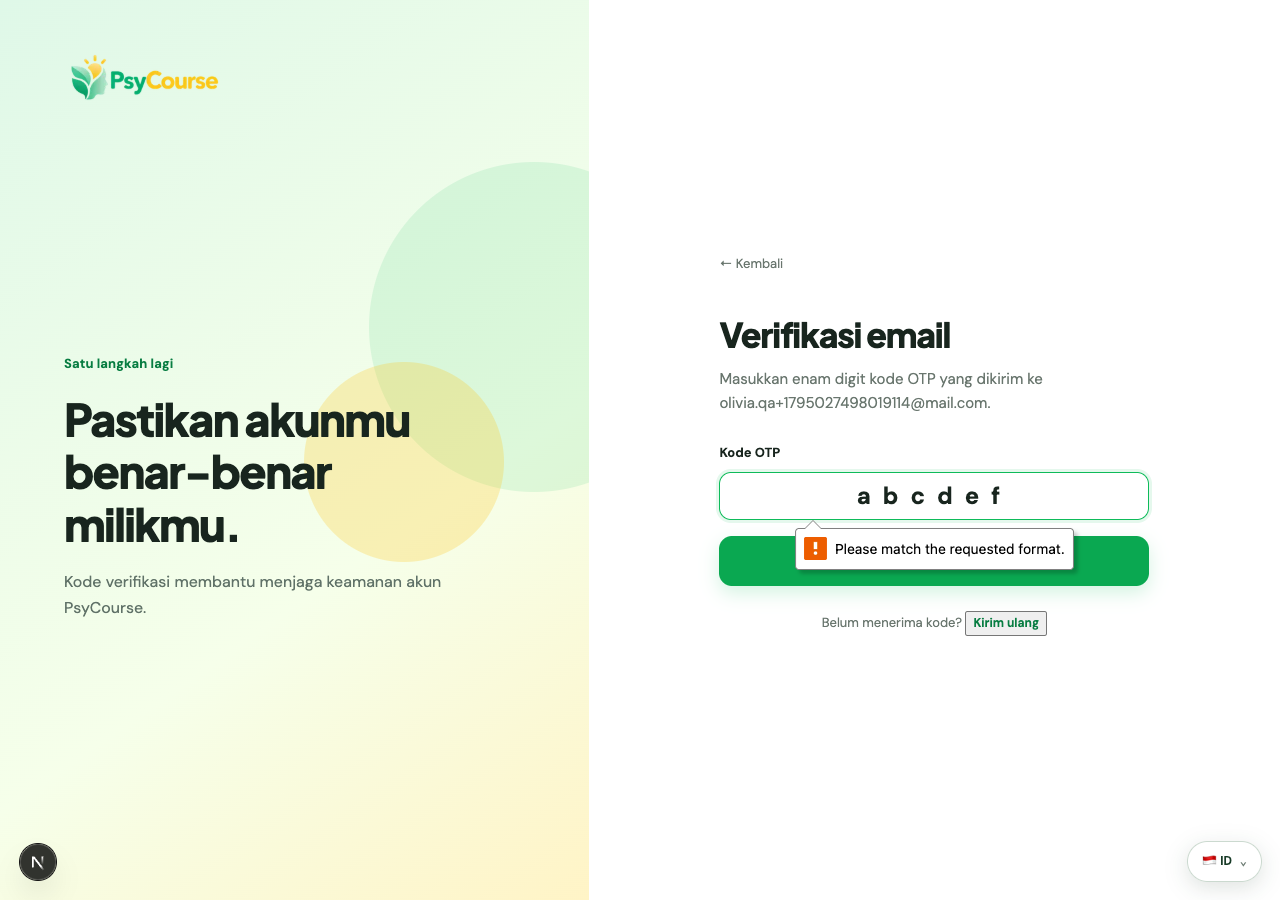 PsyCourse
Satu langkah lagi
Pastikan akunmu
benar-benar
milikmu.
Kode verifikasi membantu menjaga keamanan akun
PsyCourse.
← Kembali
Verifikasi email
Masukkan enam digit kode OTP yang dikirim ke
olivia.qa+1795027498019114@mail.com.
Kode OTP
a b c d e f
Please match the requested format.
Belum menerima kode? Kirim ulang
N
ID